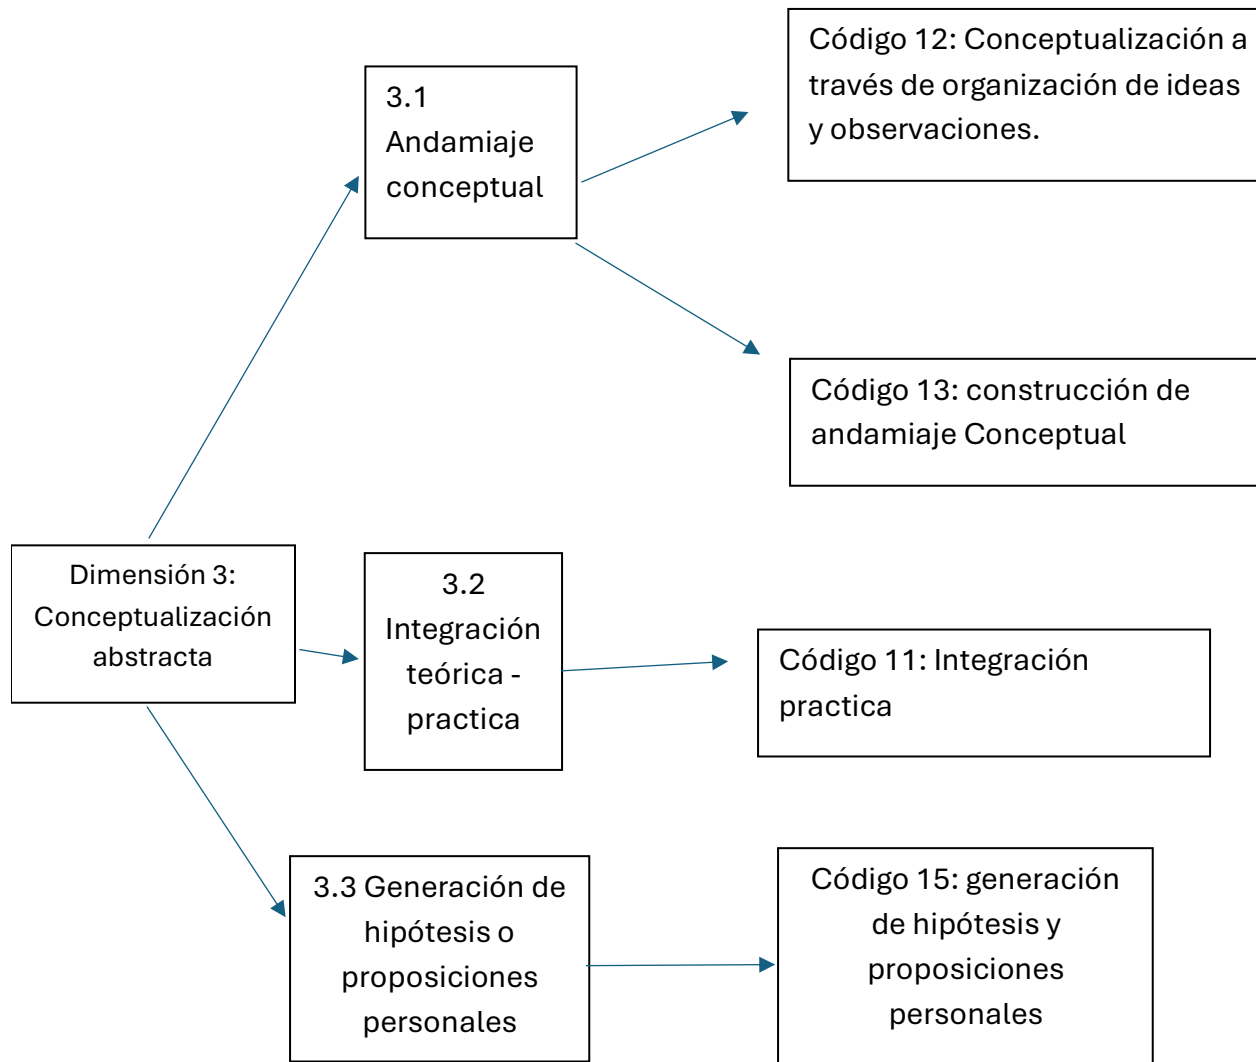 Código 12: Conceptualización a
través de organización de ideas
y observaciones.
3.1
Andamiaje
conceptual
Código 13: construcción de
andamiaje Conceptual
Dimensión 3:
Conceptualización
abstracta
3.2
Integración
teórica -
practica
Código 11: Integración
practica
3.3 Generación de
hipótesis o
proposiciones
personales
Código 15: generación
de hipótesis y
proposiciones
personales